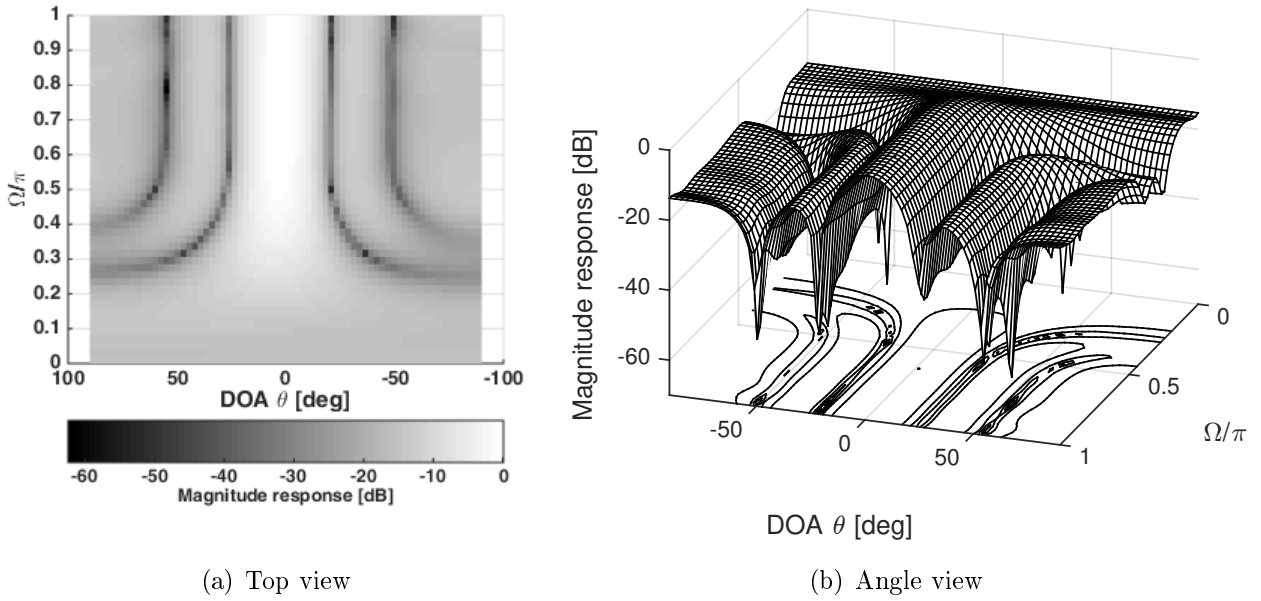 1
0.9
0.8
0.7
0.6
0.5
0.4
0.3
0.2
0.1
0
Ω/π
100 50 0 -50 -100
DOA θ [deg]
-60 -50 -40 -30 -20 -10 0
Magnitude response [dB]
(a) Top view
0
-20
-40
-60
Magnitude response [dB]
-50 0 50
DOA θ [deg]
0
0.5
1
Ω/π
(b) Angle view